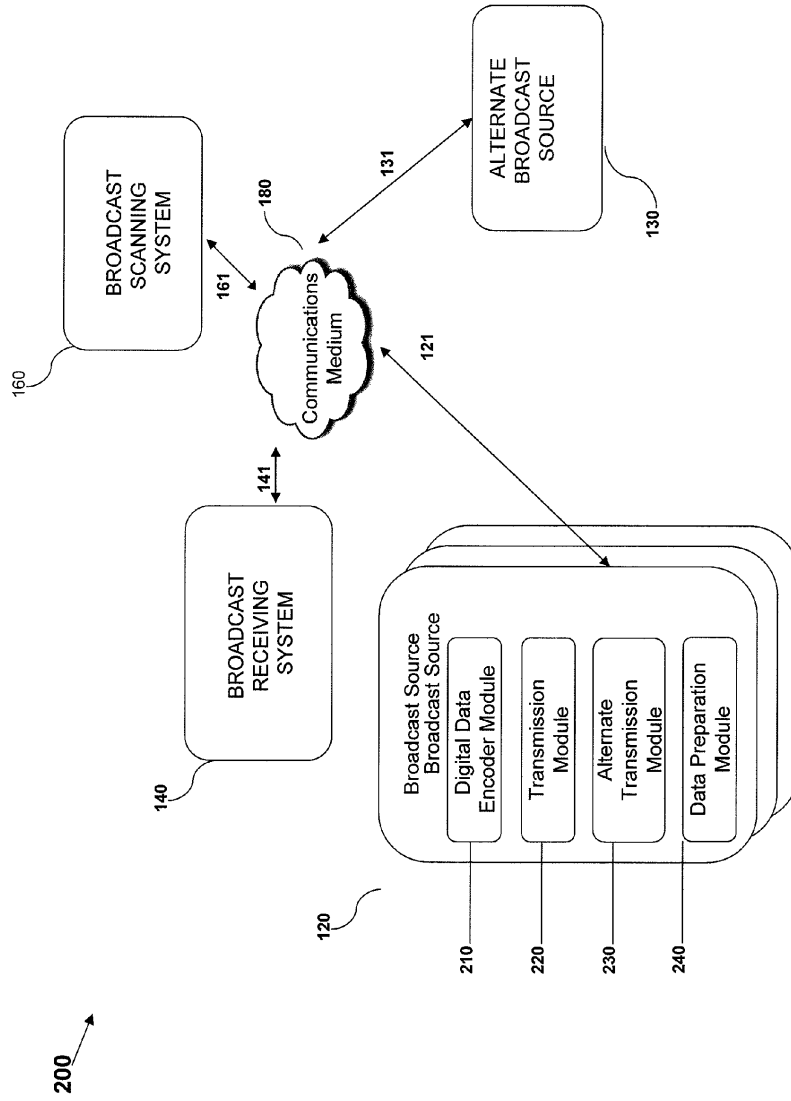 200
160
BROADCAST
SCANNING
SYSTEM
161
140
BROADCAST
RECEIVING
SYSTEM
141
180
Communications
Medium
131
ALTERNATE
BROADCAST
SOURCE
130
121
120
Broadcast Source
Broadcast Source
210
Digital Data
Encoder Module
220
Transmission
Module
230
Alternate
Transmission
Module
240
Data Preparation
Module